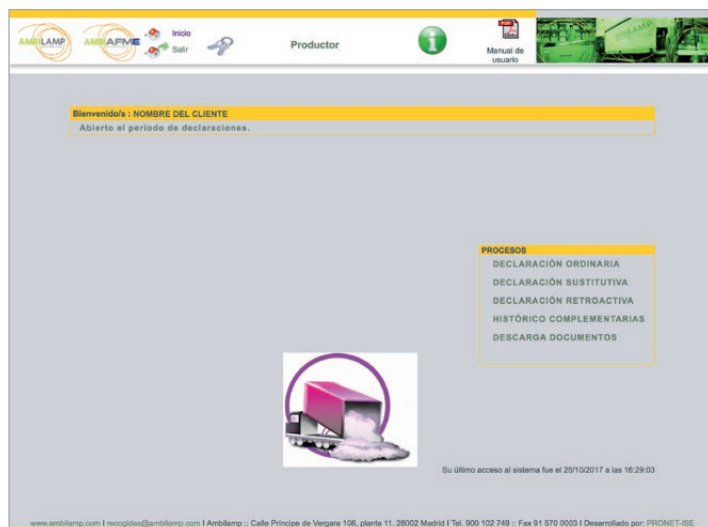 AMBILAMP
AMBIAFME
Inicio
Salir
Productor
PDF
Manual de
usuario
Bienvenido/a : NOMBRE DEL CLIENTE
Abierto el periodo de declaraciones.
PROCESOS
DECLARACIÓN ORDINARIA
DECLARACIÓN SUSTITUTIVA
DECLARACIÓN RETROACTIVA
HISTÓRICO COMPLEMENTARIAS
DESCARGA DOCUMENTOS
Su último acceso al sistema fue el 25/10/2017 a las 16:29:03
www.ambilamp.com I recogidas@ambilamp.com I Ambilamp :: Calle Príncipe de Vergara 108, planta 11. 28002 Madrid I Tel. 900 102 749 :: Fax 91 570 0003 I Desarrollado por: PRONET-ISE